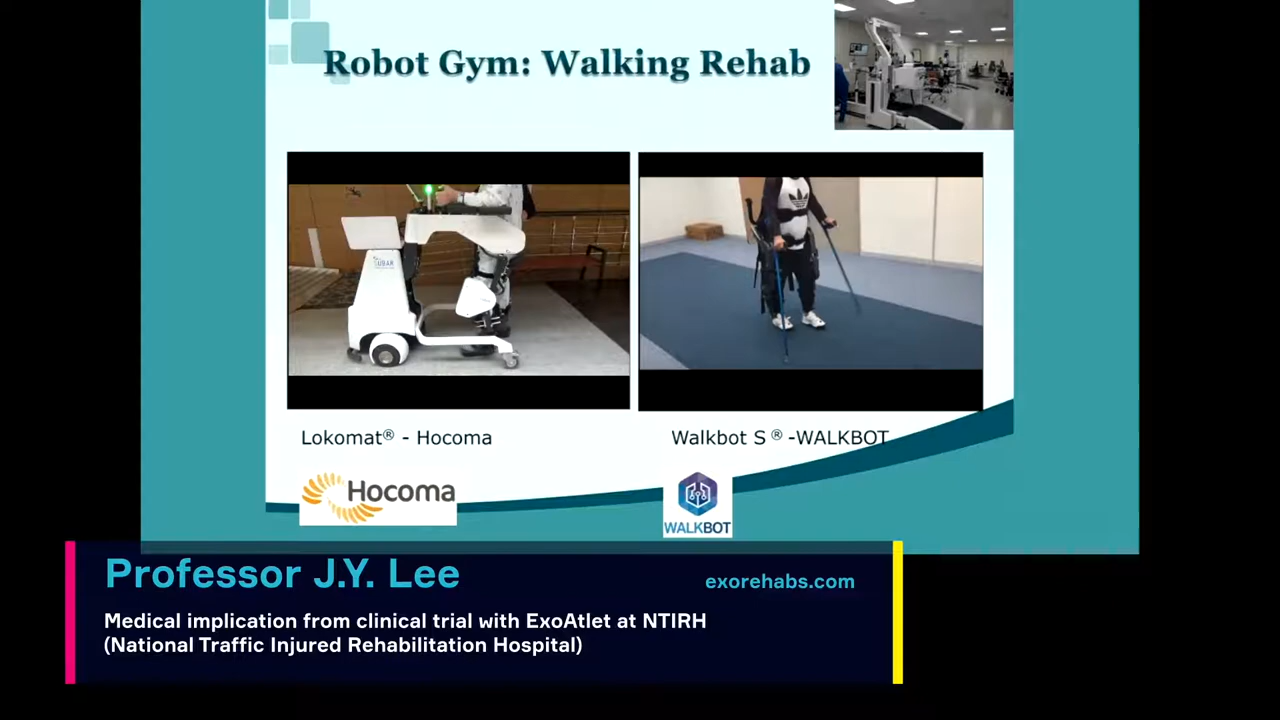 Robot Gym: Walking Rehab
UBAR
Lokomat® - Hocoma
Walkbot S ® -WALKBOT
Hocoma
WALKBOT
Professor J.Y. Lee
exorehabs.com
Medical implication from clinical trial with ExoAtlet at NTIRH
(National Traffic Injured Rehabilitation Hospital)